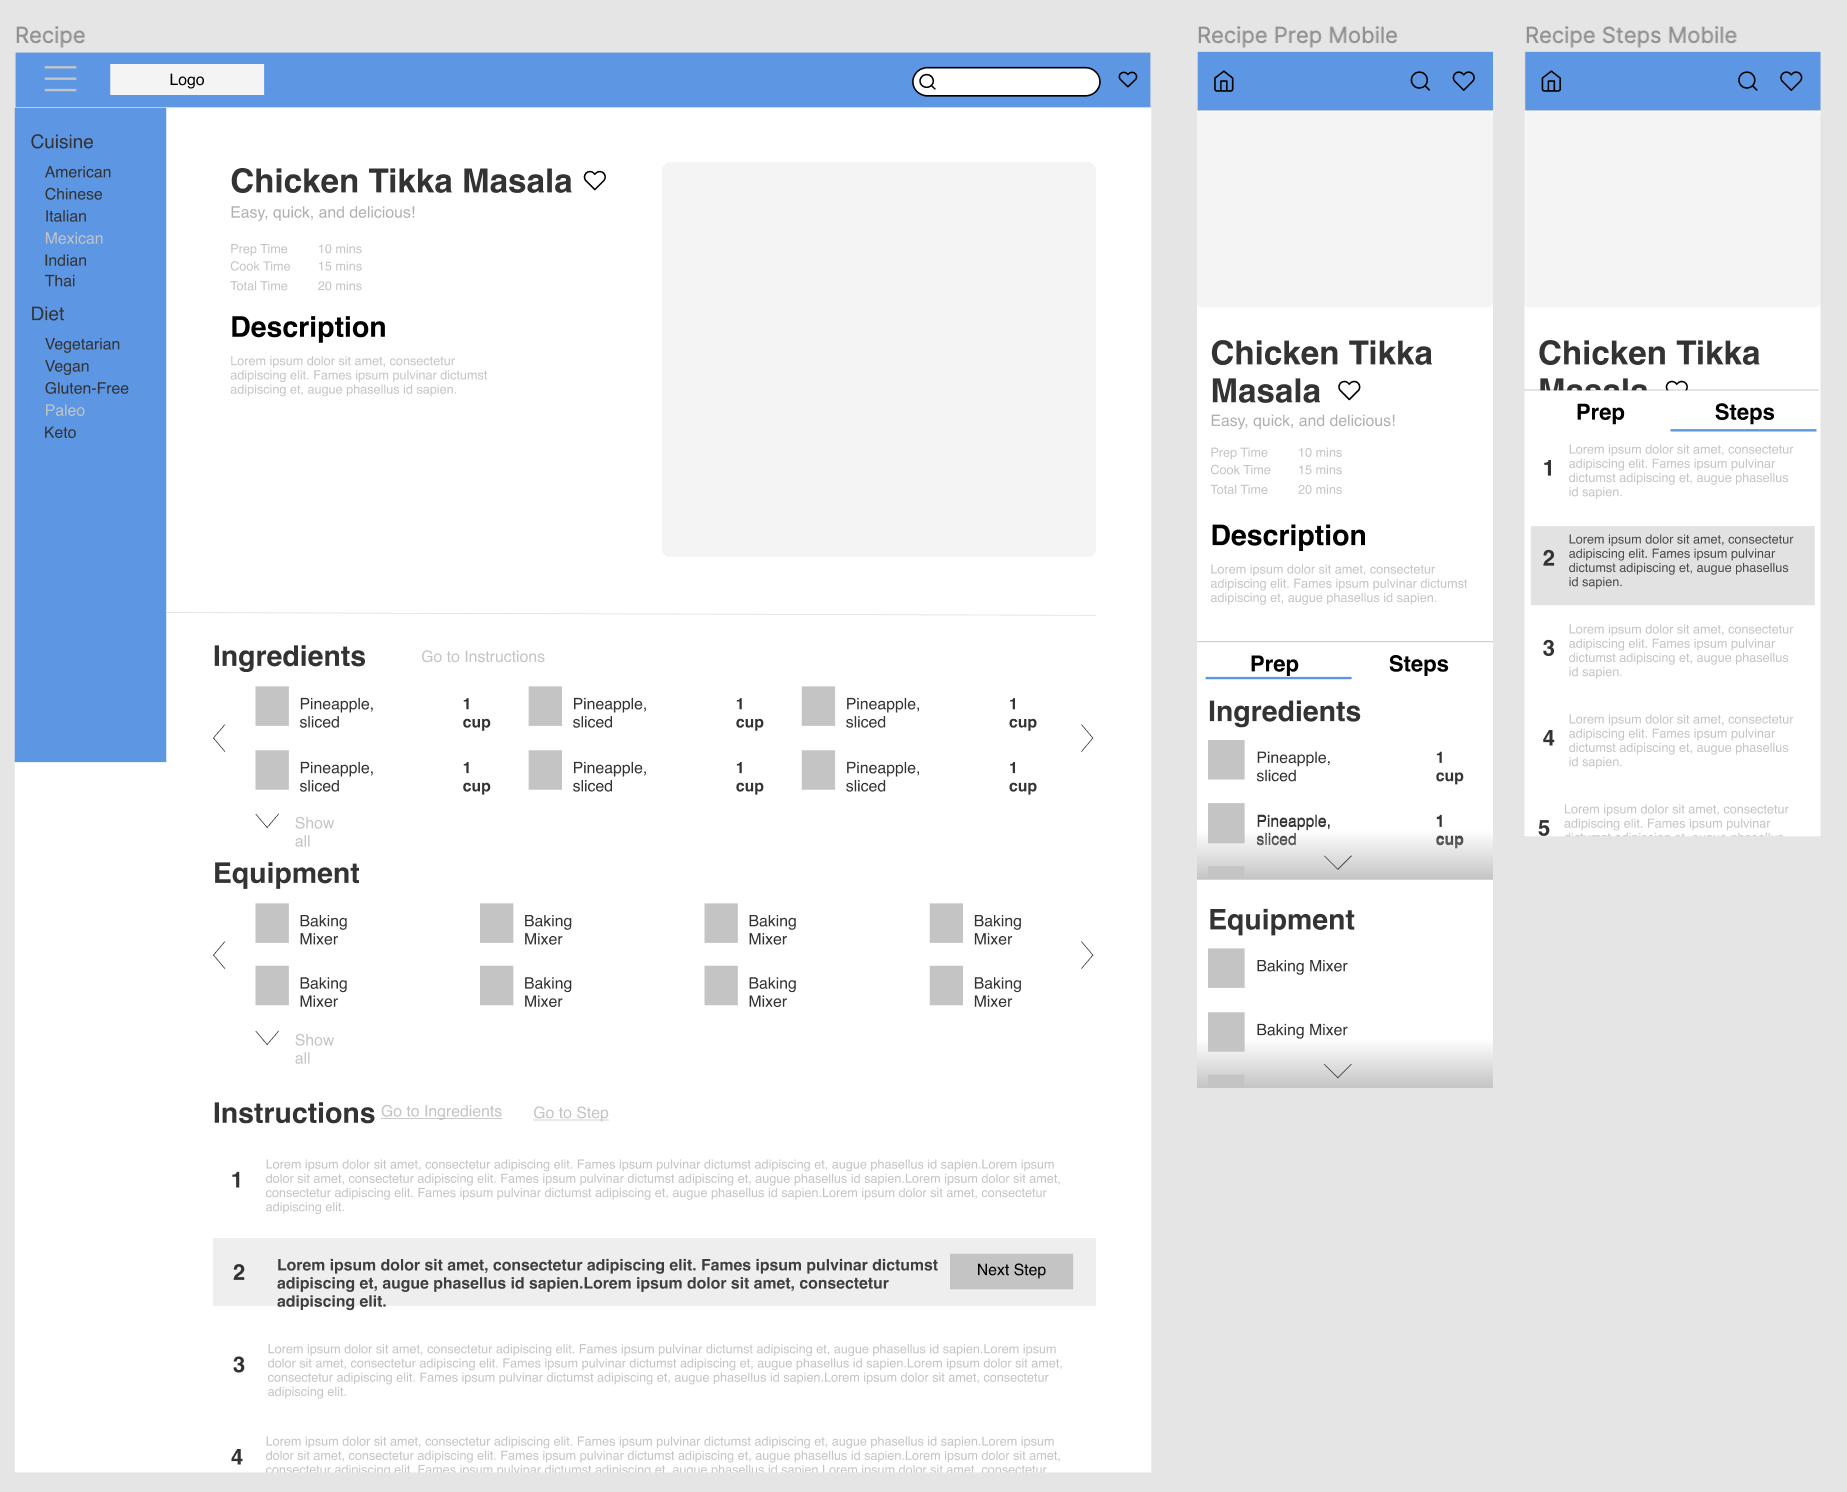 Recipe
Logo
Cuisine
American
Chinese
Italian
Mexican
Indian
Thai
Diet
Vegetarian
Vegan
Gluten-Free
Paleo
Keto
Chicken Tikka Masala
Easy, quick, and delicious!
Prep Time 10 mins
Cook Time 15 mins
Total Time 20 mins
Description
Lorem ipsum dolor sit amet, consectetur
adipiscing elit. Fames ipsum pulvinar dictumst
adipiscing et, augue phasellus id sapien.
Ingredients Go to Instructions
Pineapple, 1 Pineapple, 1 Pineapple, 1
sliced cup sliced cup sliced cup
Pineapple, 1 Pineapple, 1 Pineapple, 1
sliced cup sliced cup sliced cup
Show
all
Equipment
Baking Baking Baking Baking
Mixer Mixer Mixer Mixer
Baking Baking Baking Baking
Mixer Mixer Mixer Mixer
Show
all
Instructions Go to Ingredients Go to Step
1
Lorem ipsum dolor sit amet, consectetur adipiscing elit. Fames ipsum pulvinar dictumst adipiscing et, augue phasellus id sapien.Lorem ipsum
dolor sit amet, consectetur adipiscing elit. Fames ipsum pulvinar dictumst adipiscing et, augue phasellus id sapien.Lorem ipsum dolor sit amet,
consectetur adipiscing elit. Fames ipsum pulvinar dictumst adipiscing et, augue phasellus id sapien.Lorem ipsum dolor sit amet, consectetur
adipiscing elit.
2
Lorem ipsum dolor sit amet, consectetur adipiscing elit. Fames ipsum pulvinar dictumst
adipiscing et, augue phasellus id sapien.Lorem ipsum dolor sit amet, consectetur
adipiscing elit.
Next Step
3
Lorem ipsum dolor sit amet, consectetur adipiscing elit. Fames ipsum pulvinar dictumst adipiscing et, augue phasellus id sapien.Lorem ipsum
dolor sit amet, consectetur adipiscing elit. Fames ipsum pulvinar dictumst adipiscing et, augue phasellus id sapien.Lorem ipsum dolor sit amet,
consectetur adipiscing elit. Fames ipsum pulvinar dictumst adipiscing et, augue phasellus id sapien.Lorem ipsum dolor sit amet, consectetur
adipiscing elit.
4
Lorem ipsum dolor sit amet, consectetur adipiscing elit. Fames ipsum pulvinar dictumst adipiscing et, augue phasellus id sapien.Lorem ipsum
dolor sit amet, consectetur adipiscing elit. Fames ipsum pulvinar dictumst adipiscing et, augue phasellus id sapien.Lorem ipsum dolor sit amet,
consectetur adipiscing elit. Fames ipsum pulvinar dictumst adipiscing et, augue phasellus id sapien.Lorem ipsum dolor sit amet, consectetur
Recipe Prep Mobile
Chicken Tikka
Masala
Easy, quick, and delicious!
Prep Time 10 mins
Cook Time 15 mins
Total Time 20 mins
Description
Lorem ipsum dolor sit amet, consectetur
adipiscing elit. Fames ipsum pulvinar dictumst
adipiscing et, augue phasellus id sapien.
Prep Steps
Ingredients
Pineapple, 1
sliced cup
Pineapple, 1
sliced cup
Equipment
Baking Mixer
Baking Mixer
Recipe Steps Mobile
Chicken Tikka
Masala
Prep Steps
1
Lorem ipsum dolor sit amet, consectetur
adipiscing elit. Fames ipsum pulvinar
dictumst adipiscing et, augue phasellus
id sapien.
2
Lorem ipsum dolor sit amet, consectetur
adipiscing elit. Fames ipsum pulvinar
dictumst adipiscing et, augue phasellus
id sapien.
3
Lorem ipsum dolor sit amet, consectetur
adipiscing elit. Fames ipsum pulvinar
dictumst adipiscing et, augue phasellus
id sapien.
4
Lorem ipsum dolor sit amet, consectetur
adipiscing elit. Fames ipsum pulvinar
dictumst adipiscing et, augue phasellus
id sapien.
5
Lorem ipsum dolor sit amet, consectetur
adipiscing elit. Fames ipsum pulvinar